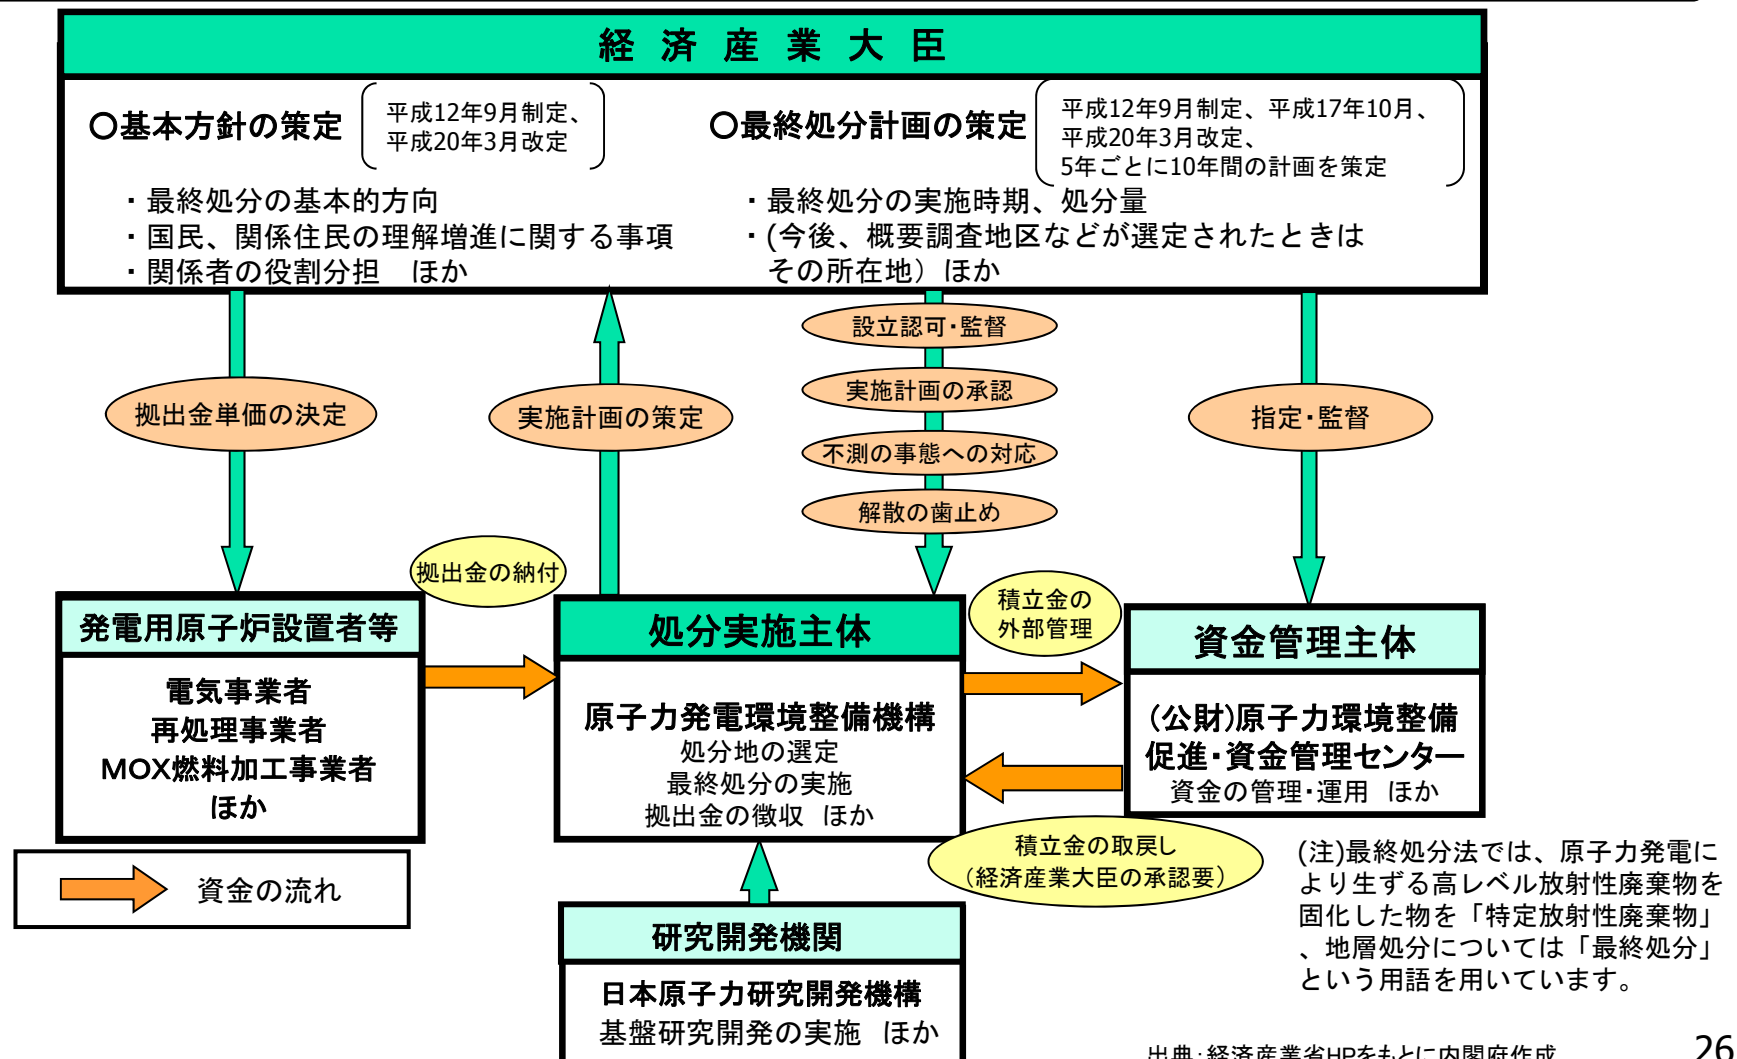 経 済 産 業 大 臣
〇基本方針の策定
平成12年9月制定、
平成20年3月改定
・最終処分の基本的方向
・国民、関係住民の理解増進に関する事項
・関係者の役割分担　ほか
〇最終処分計画の策定
平成12年9月制定、平成17年10月、
平成20年3月改定、
5年ごとに10年間の計画を策定
・最終処分の実施時期、処分量
・(今後、概要調査地区などが選定されたときは
その所在地）ほか
拠出金単価の決定
実施計画の策定
設立認可・監督
実施計画の承認
不測の事態への対応
解散の歯止め
指定・監督
拠出金の納付
積立金の
外部管理
発電用原子炉設置者等
電気事業者
再処理事業者
MOX燃料加工事業者
ほか
処分実施主体
原子力発電環境整備機構
処分地の選定
最終処分の実施
拠出金の徴収　ほか
資金管理主体
(公財)原子力環境整備
促進・資金管理センター
資金の管理・運用　ほか
積立金の取戻し
（経済産業大臣の承認要）
資金の流れ
研究開発機関
日本原子力研究開発機構
基盤研究開発の実施　ほか
(注)最終処分法では、原子力発電に
より生ずる高レベル放射性廃棄物を
固化した物を「特定放射性廃棄物」
、地層処分については「最終処分」
という用語を用いています。
出典：経済産業省HPをもとに内閣府作成
26